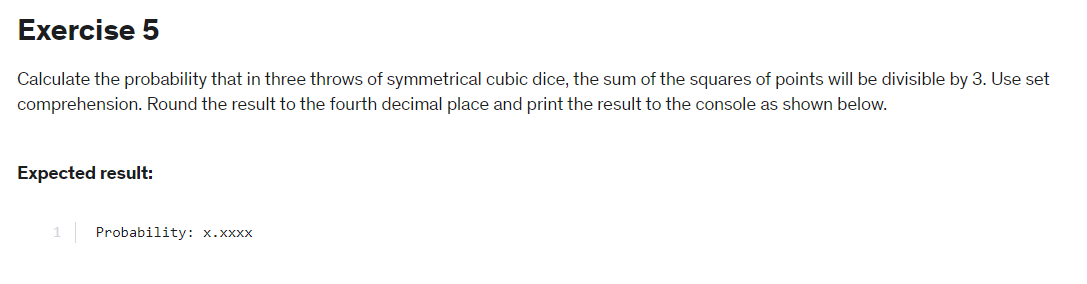 Exercise 5
Calculate the probability that in three throws of symmetrical cubic dice, the sum of the squares of points will be divisible by 3. Use set
comprehension. Round the result to the fourth decimal place and print the result to the console as shown below.
Expected result:
1 Probability: x.xxxx